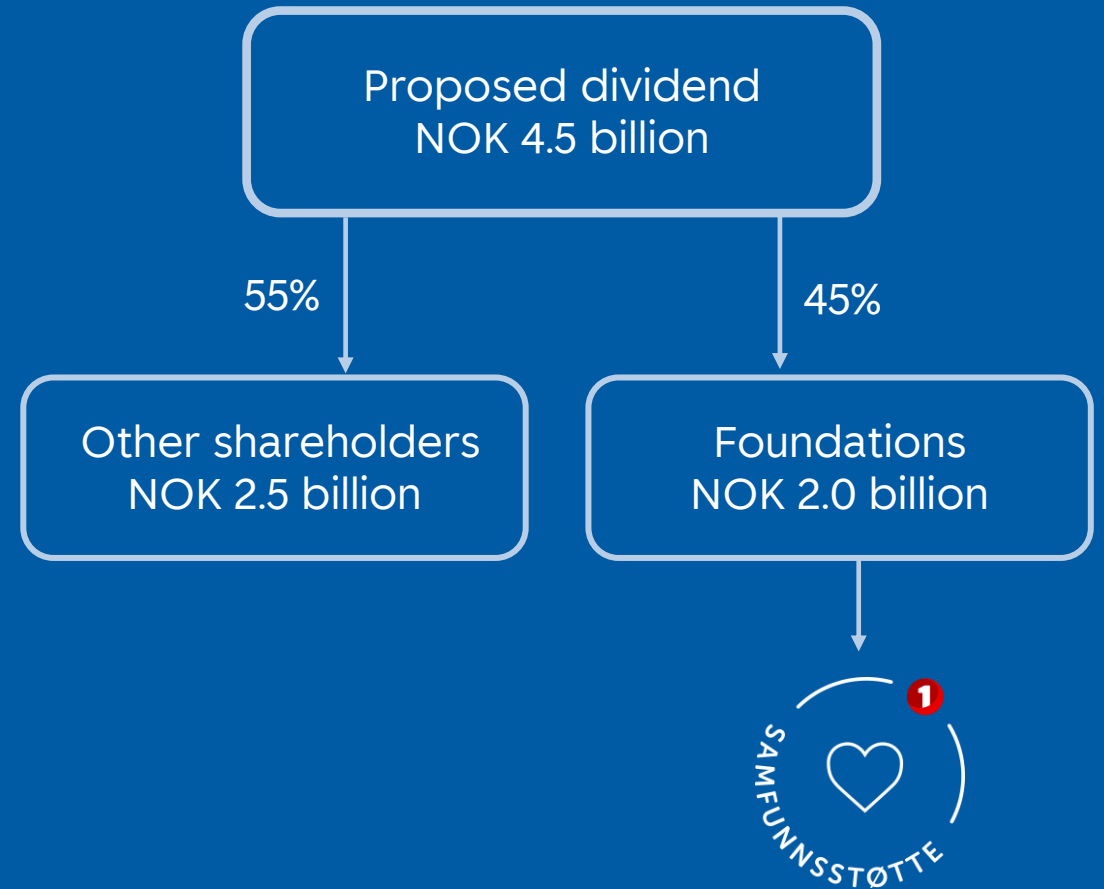 Proposed dividend
NOK 4.5 billion
55%
45%
Other shareholders
NOK 2.5 billion
Foundations
NOK 2.0 billion
1
SAMFUNNSSTØTTE